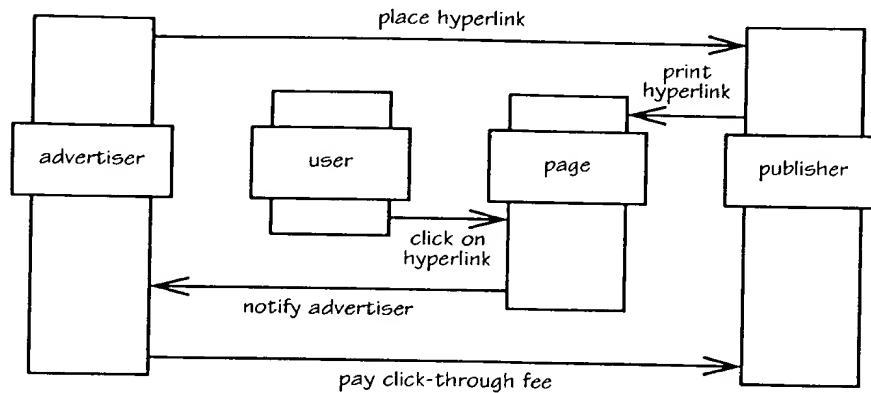 place hyperlink
print
hyperlink
advertiser
user
page
publisher
click on
hyperlink
notify advertiser
pay click-through fee